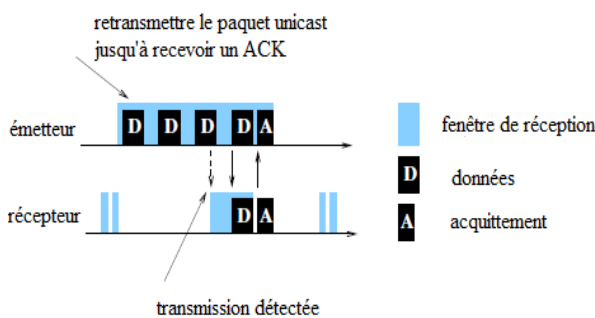 retransmettre le paquet unicast
jusqu'à recevoir un ACK
émetteur
D D D D A
récepteur
D A
transmission détectée
fenêtre de réception
D données
A acquittement